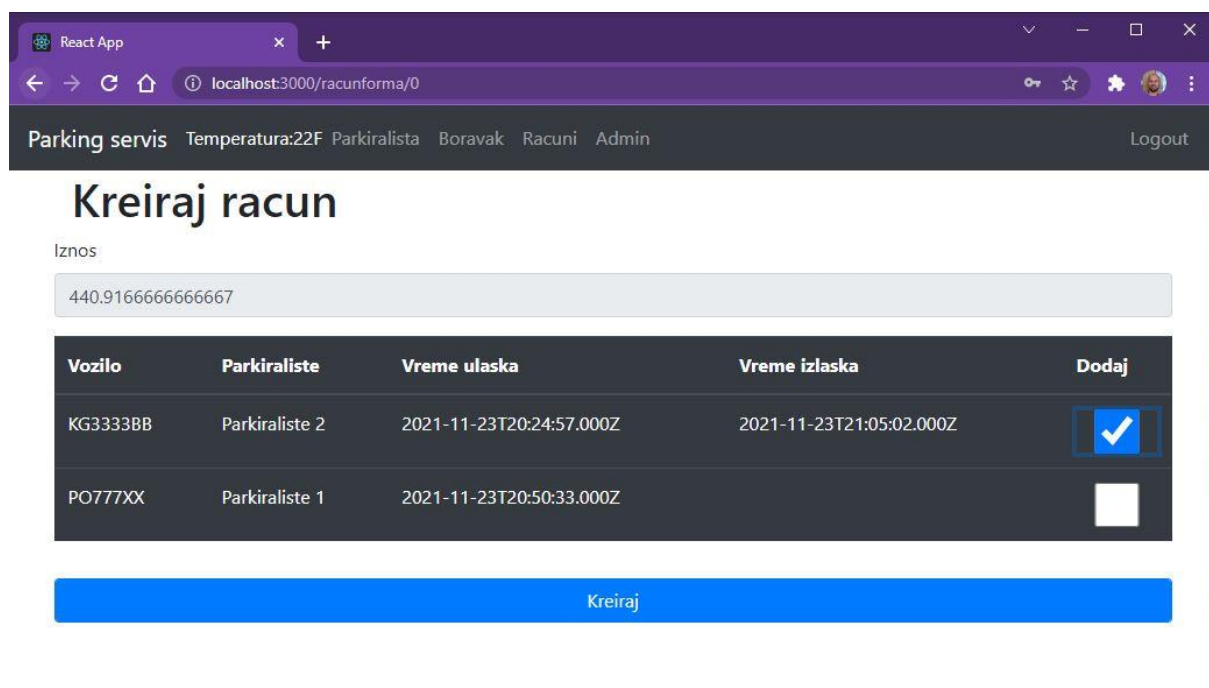 React App
localhost:3000/racunforma/0
Parking servis Temperatura:22F Parkiralista Boravak Racuni Admin Logout
Kreiraj racun
Iznos
440.9166666666667
Vozilo Parkiraliste Vreme ulaska Vreme izlaska Dodaj
KG3333BB Parkiraliste 2 2021-11-23T20:24:57.000Z 2021-11-23T21:05:02.000Z
PO777XX Parkiraliste 1 2021-11-23T20:50:33.000Z
Kreiraj